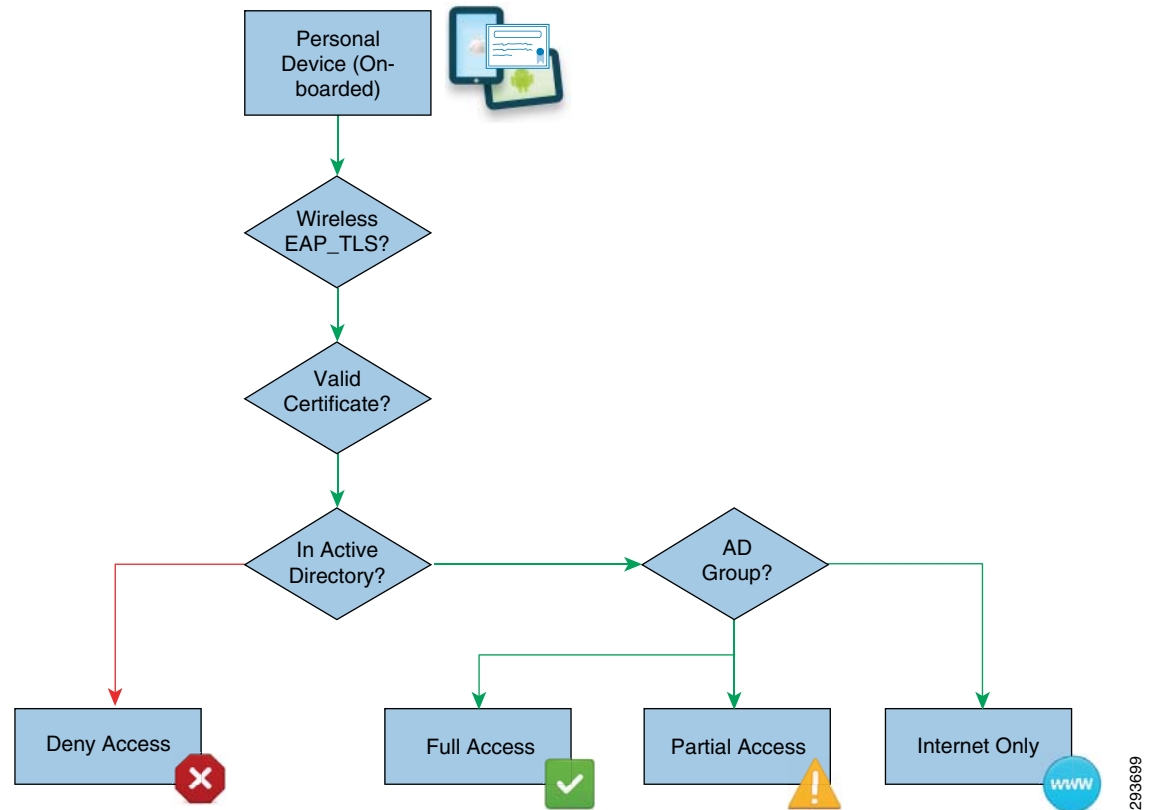 Personal
Device (On-
boarded)
Wireless
EAP_TLS?
Valid
Certificate?
In Active
Directory?
AD
Group?
Deny Access
Full Access
Partial Access
Internet Only
www
293699